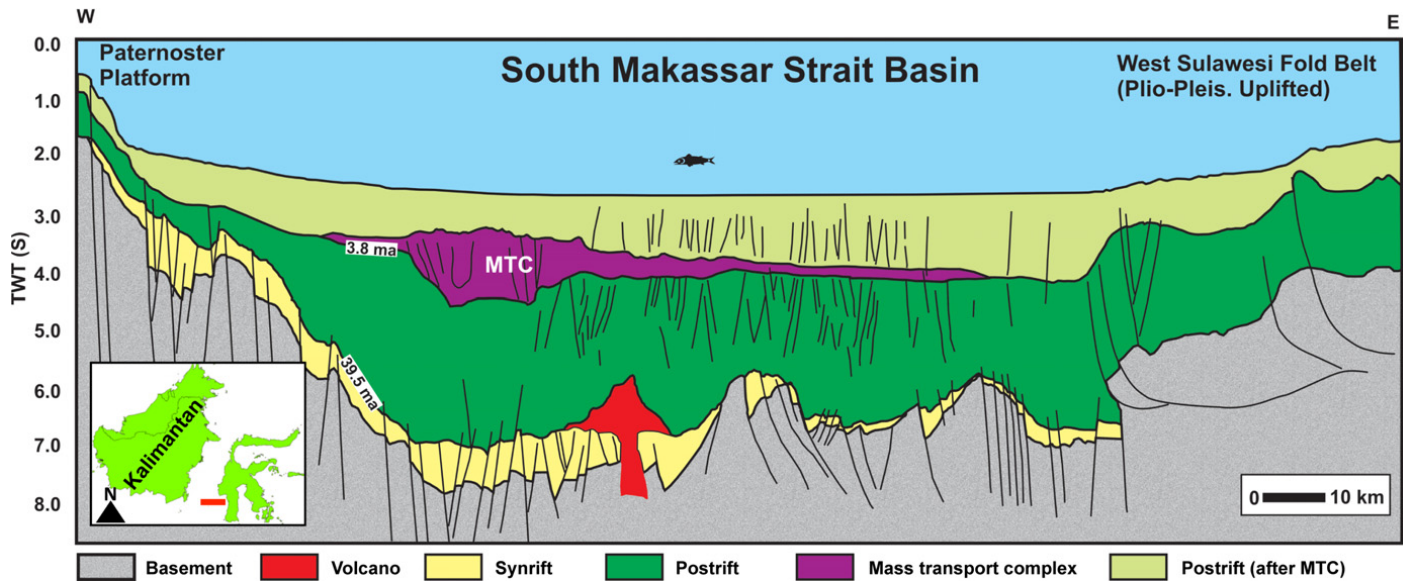 W
E
0.0
1.0
2.0
3.0
4.0
5.0
6.0
7.0
8.0
TWT (S)
Paternoster
Platform
South Makassar Strait Basin
West Sulawesi Fold Belt
(Plio-Pleis. Uplifted)
3.8 ma
MTC
39.5 ma
Kalimantan
N
0 10 km
Basement
Volcano
Synrift
Postrift
Mass transport complex
Postrift (after MTC)